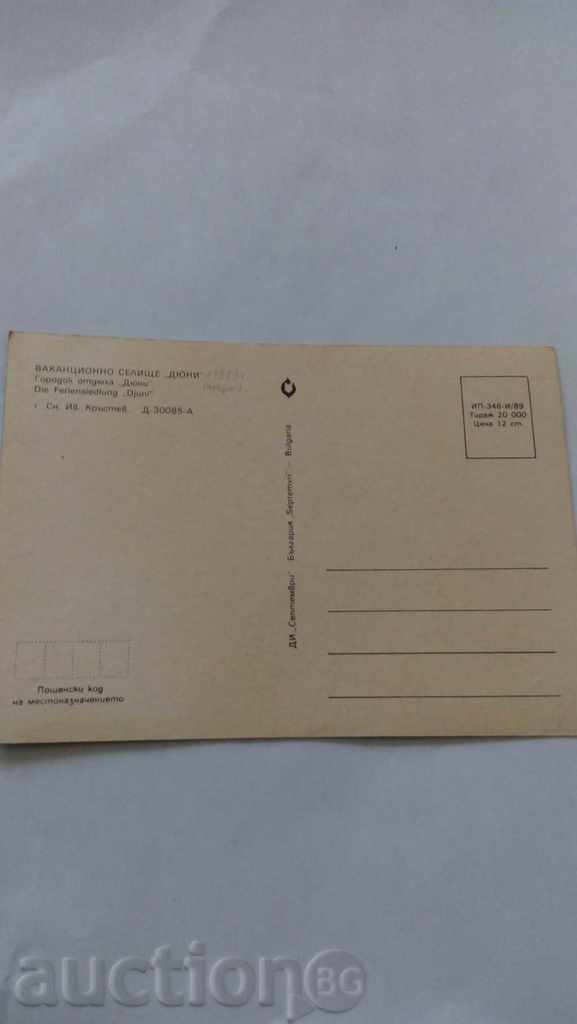 ВАКАНЦИОННО СЕЛИЩЕ „ДЮНИ"
Городок отдыха „Дюни"
Die Feriensiedlung „Djuni"
Сн. Ив. Кръстев. Д-30085-А
ДИ „Септември" България „Septemvri" — Bulgaria
ИП-346-И/89
Тираж 20 000
Цена 12 ст.
Пощенски код
на местоназначението
auctionBG